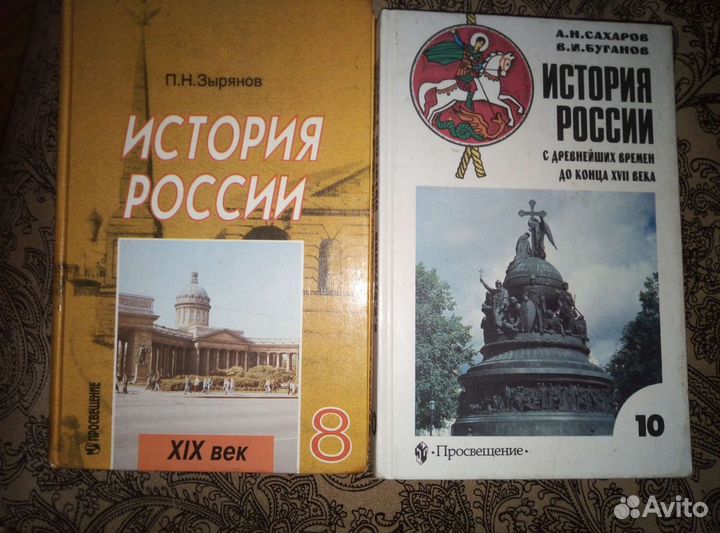 П.Н.Зырянов
ИСТОРИЯ
РОССИИ
ПРОСВЕЩЕНИЕ
XIX век
8
А.Н.САХАРОВ
В.И.БУГАНОВ
ИСТОРИЯ
РОССИИ
С ДРЕВНЕЙШИХ ВРЕМЕН
ДО КОНЦА XVII ВЕКА
10
·Просвещение·
Avito